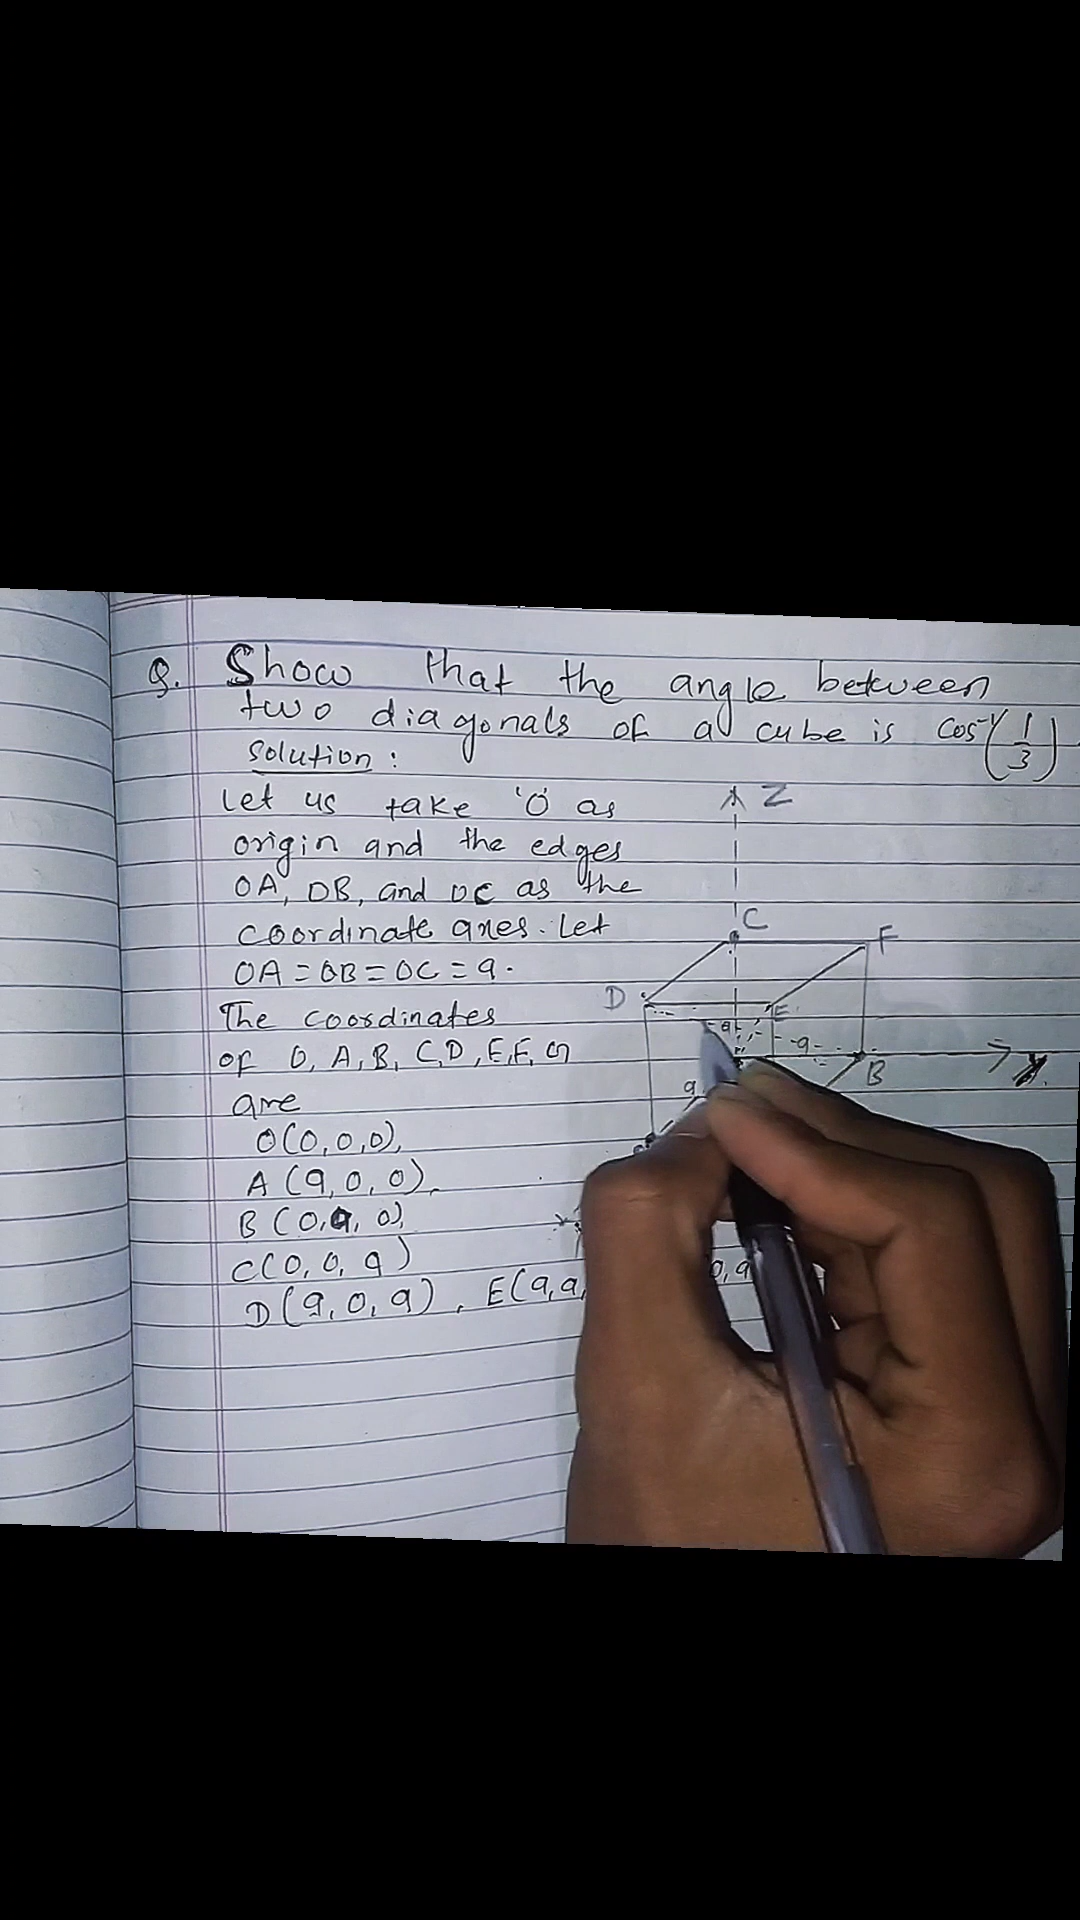 Q. Show that the angle between
two diagonals of a cube is cos⁻¹(1/3)
Solution:
Let us take 'O' as
origin and the edges
OA, OB, and OC as the
coordinate axes. Let
OA = OB = OC = a.
The coordinates
of O, A, B, C, D, E, F, G
are
O(0, 0, 0),
A (a, 0, 0),
B (0, a, 0),
C(0, 0, a)
D(a, 0, a), E(a, a,
0, a
Z
C
F
D
E
a
a
B
Y
a